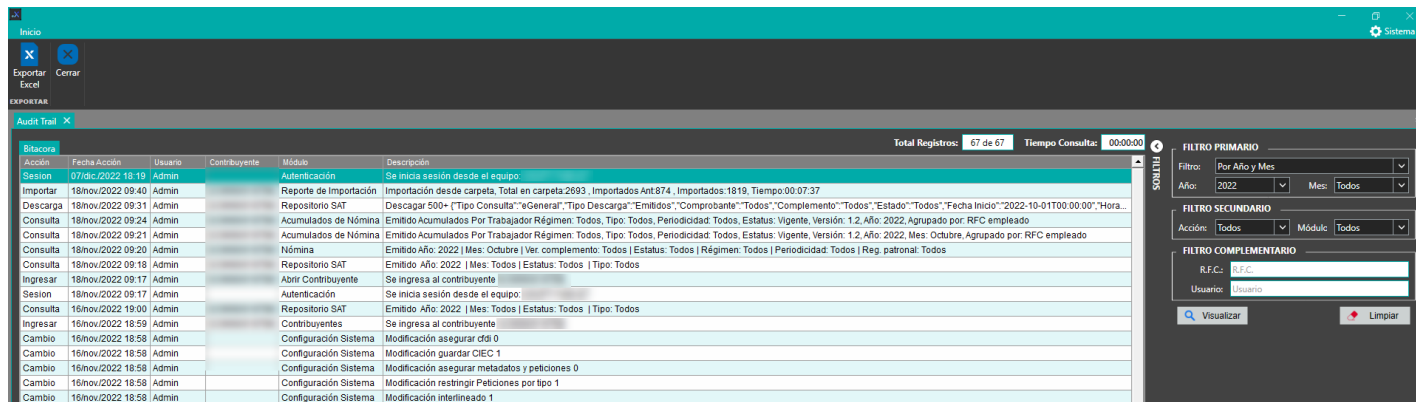 Inicio
Sistema
Exportar Excel Cerrar
EXPORTAR
Audit Trail
Bitacora Total Registros: 67 de 67 Tiempo Consulta: 00:00:00
Acción Fecha Acción Usuario Contribuyente Módulo Descripción
Sesion 07/dic./2022 18:19 Admin Autenticación Se inicia sesión desde el equipo:
Importar 18/nov./2022 09:40 Admin Reporte de Importación Importación desde carpeta, Total en carpeta:2693 , Importados Ant:874 , Importados:1819, Tiempo:00:07:37
Descarga 18/nov./2022 09:31 Admin Repositorio SAT Descagar 500+ {"Tipo Consulta":"eGeneral","Tipo Descarga":"Emitidos","Comprobante":"Todos","Complemento":"Todos","Estado":"Todos","Fecha Inicio":"2022-10-01T00:00:00","Hora...
Consulta 18/nov./2022 09:24 Admin Acumulados de Nómina Emitido Acumulados Por Trabajador Régimen: Todos, Tipo: Todos, Periodicidad: Todos, Estatus: Vigente, Versión: 1.2, Año: 2022, Agrupado por: RFC empleado
Consulta 18/nov./2022 09:21 Admin Acumulados de Nómina Emitido Acumulados Por Trabajador Régimen: Todos, Tipo: Todos, Periodicidad: Todos, Estatus: Vigente, Versión: 1.2, Año: 2022, Mes: Octubre, Agrupado por: RFC empleado
Consulta 18/nov./2022 09:20 Admin Nómina Emitido Año: 2022 | Mes: Octubre | Ver. complemento: Todos | Estatus: Todos | Régimen: Todos | Periodicidad: Todos | Reg. patronal: Todos
Consulta 18/nov./2022 09:18 Admin Repositorio SAT Emitido Año: 2022 | Mes: Todos | Estatus: Todos | Tipo: Todos
Ingresar 18/nov./2022 09:17 Admin Abrir Contribuyente Se ingresa al contribuyente
Sesion 18/nov./2022 09:17 Admin Autenticación Se inicia sesión desde el equipo:
Consulta 16/nov./2022 19:00 Admin Repositorio SAT Emitido Año: 2022 | Mes: Todos | Estatus: Todos | Tipo: Todos
Ingresar 16/nov./2022 18:59 Admin Contribuyentes Se ingresa al contribuyente
Cambio 16/nov./2022 18:58 Admin Configuración Sistema Modificación asegurar cfdi 0
Cambio 16/nov./2022 18:58 Admin Configuración Sistema Modificación guardar CIEC 1
Cambio 16/nov./2022 18:58 Admin Configuración Sistema Modificación asegurar metadatos y peticiones 0
Cambio 16/nov./2022 18:58 Admin Configuración Sistema Modificación restringir Peticiones por tipo 1
Cambio 16/nov./2022 18:58 Admin Configuración Sistema Modificación interlineado 1
FILTROS
FILTRO PRIMARIO
Filtro: Por Año y Mes
Año: 2022 Mes: Todos
FILTRO SECUNDARIO
Acción: Todos Módulo: Todos
FILTRO COMPLEMENTARIO
R.F.C.: R.F.C.
Usuario: Usuario
Visualizar Limpiar